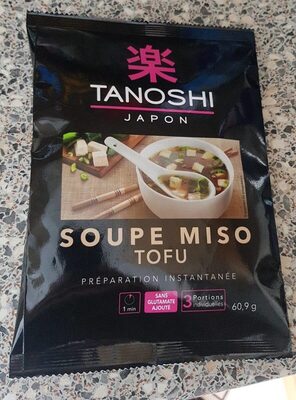 楽
TANOSHI
JAPON
SOUPE MISO
TOFU
PRÉPARATION INSTANTANÉE
1 min
SANS
GLUTAMATE
AJOUTÉ
3 Portions
individuelles
60,9 g